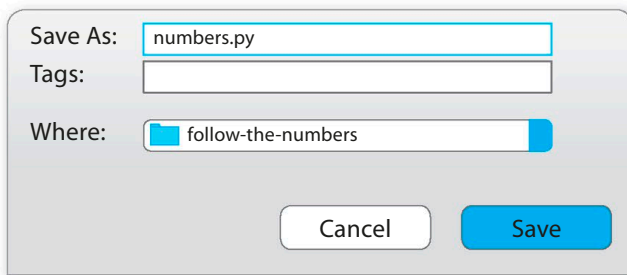 Save As: numbers.py
Tags:
Where: follow-the-numbers
Cancel Save